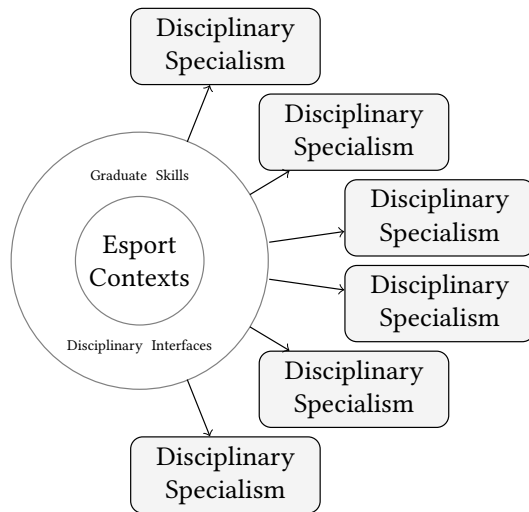 Disciplinary
Specialism
Disciplinary
Specialism
Graduate Skills
Disciplinary
Specialism
Esport
Contexts
Disciplinary
Specialism
Disciplinary Interfaces
Disciplinary
Specialism
Disciplinary
Specialism